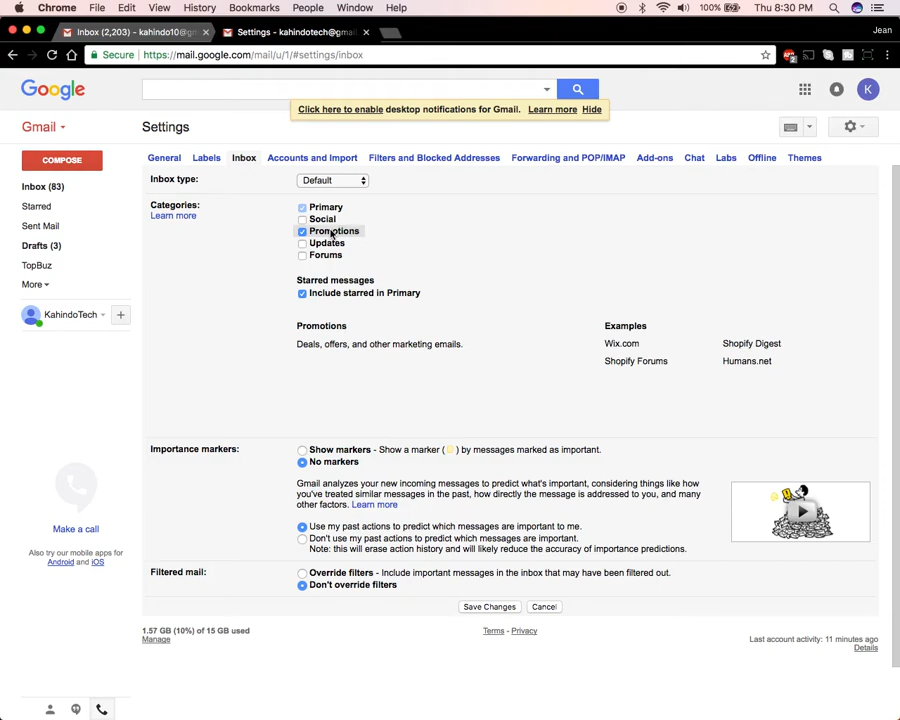 Chrome File Edit View History Bookmarks People Window Help 100% Thu 8:30 PM
Inbox (2,203) - kahindo10@gm × Settings - kahindotech@gmai × Jean
Secure https://mail.google.com/mail/u/1/#settings/inbox
Google K
Click here to enable desktop notifications for Gmail. Learn more Hide
Gmail Settings
COMPOSE
General Labels Inbox Accounts and Import Filters and Blocked Addresses Forwarding and POP/IMAP Add-ons Chat Labs Offline Themes
Inbox (83)
Starred
Sent Mail
Drafts (3)
TopBuz
More
KahindoTech +
Make a call
Also try our mobile apps for
Android and iOS
Inbox type: Default
Categories:
Learn more
Primary
Social
Promotions
Updates
Forums
Starred messages
Include starred in Primary
Promotions Examples
Deals, offers, and other marketing emails. Wix.com Shopify Digest
Shopify Forums Humans.net
Importance markers: Show markers - Show a marker ( ) by messages marked as important.
No markers
Gmail analyzes your new incoming messages to predict what's important, considering things like how
you've treated similar messages in the past, how directly the message is addressed to you, and many
other factors. Learn more
Use my past actions to predict which messages are important to me.
Don't use my past actions to predict which messages are important.
Note: this will erase action history and will likely reduce the accuracy of importance predictions.
Filtered mail: Override filters - Include important messages in the inbox that may have been filtered out.
Don't override filters
Save Changes Cancel
1.57 GB (10%) of 15 GB used
Manage
Terms - Privacy
Last account activity: 11 minutes ago
Details